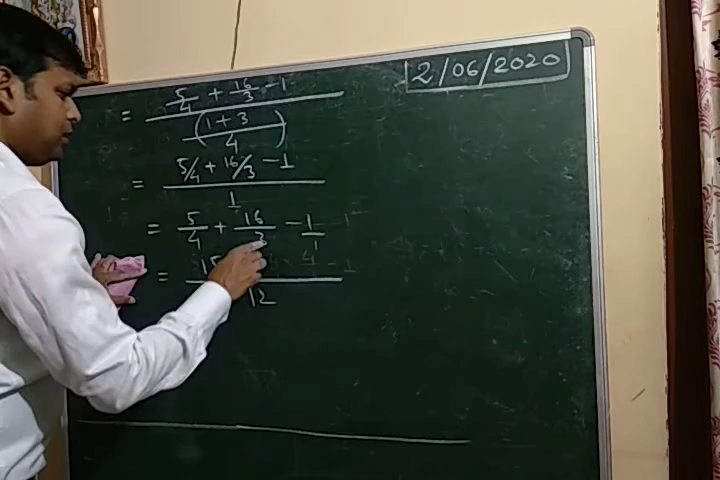 12/06/2020
= 5/4 + 16/3 - 1
(1 + 3 / 4)
= 5/4 + 16/3 - 1
1
= 5/4 + 16/3 - 1/1
= 15
12